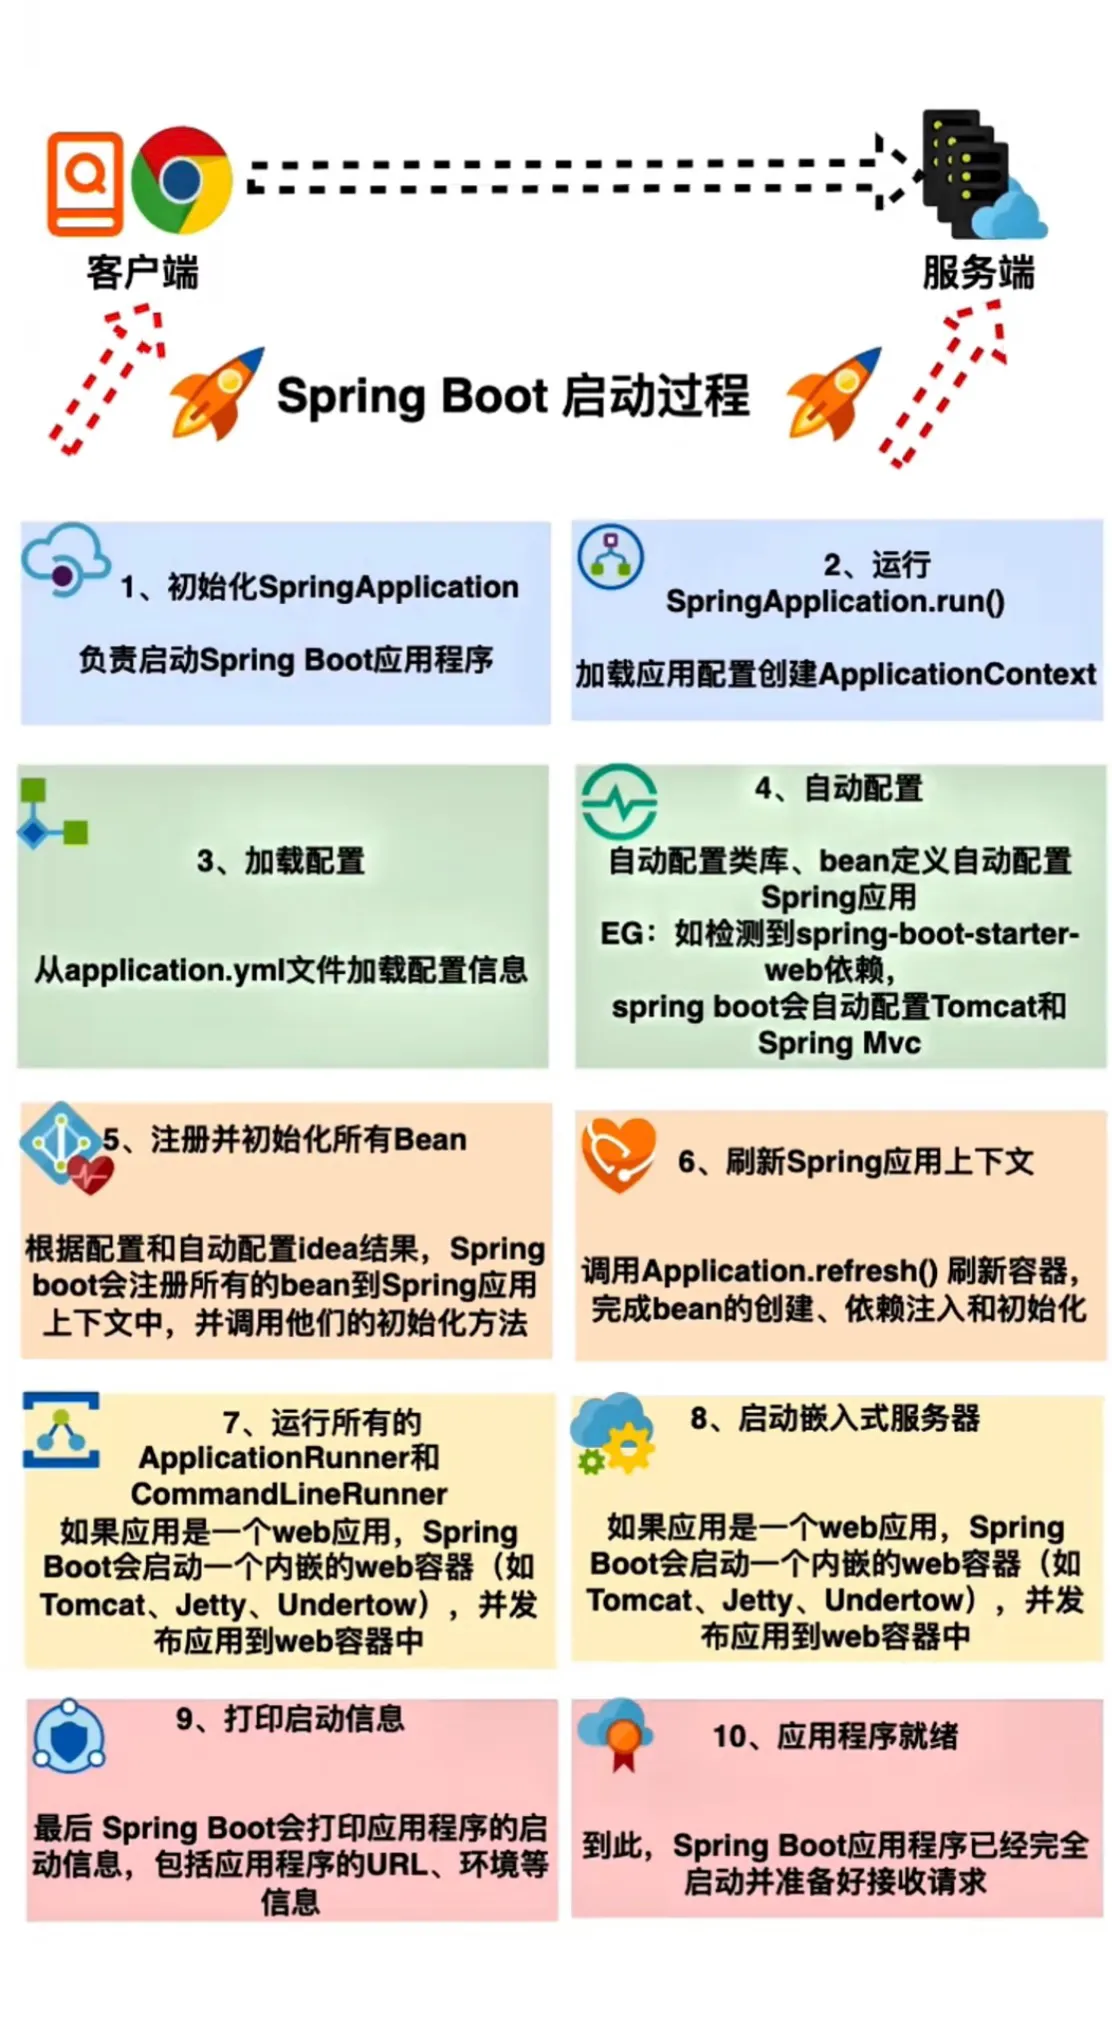 客户端
服务端
Spring Boot 启动过程
1、初始化SpringApplication
负责启动Spring Boot应用程序
2、运行
SpringApplication.run()
加载应用配置创建ApplicationContext
3、加载配置
从application.yml文件加载配置信息
4、自动配置
自动配置类库、bean定义自动配置
Spring应用
EG：如检测到spring-boot-starter-
web依赖，
spring boot会自动配置Tomcat和
Spring Mvc
5、注册并初始化所有Bean
根据配置和自动配置idea结果，Spring
boot会注册所有的bean到Spring应用
上下文中，并调用他们的初始化方法
6、刷新Spring应用上下文
调用Application.refresh() 刷新容器，
完成bean的创建、依赖注入和初始化
7、运行所有的
ApplicationRunner和
CommandLineRunner
如果应用是一个web应用，Spring
Boot会启动一个内嵌的web容器（如
Tomcat、Jetty、Undertow），并发
布应用到web容器中
8、启动嵌入式服务器
如果应用是一个web应用，Spring
Boot会启动一个内嵌的web容器（如
Tomcat、Jetty、Undertow），并发
布应用到web容器中
9、打印启动信息
最后 Spring Boot会打印应用程序的启
动信息，包括应用程序的URL、环境等
信息
10、应用程序就绪
到此，Spring Boot应用程序已经完全
启动并准备好接收请求